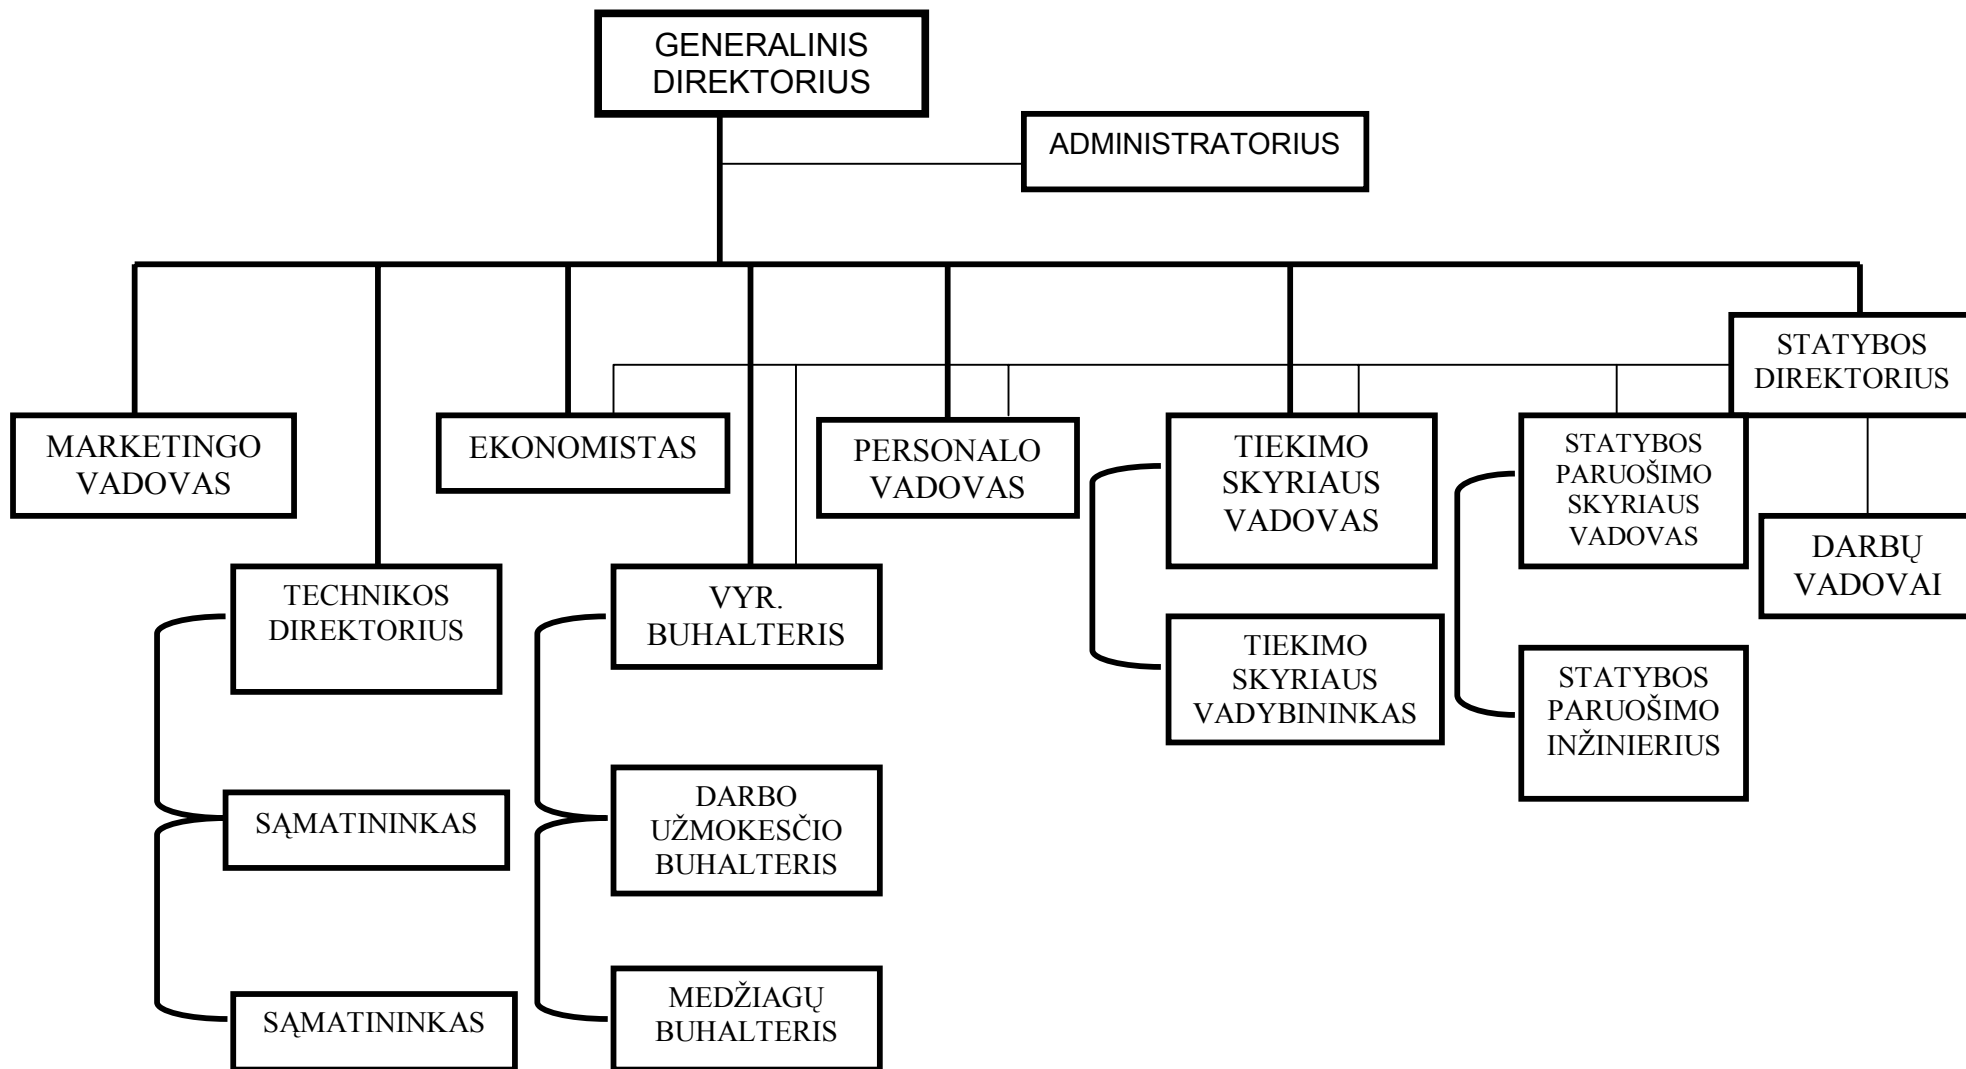 GENERALINIS
DIREKTORIUS
ADMINISTRATORIUS
STATYBOS
DIREKTORIUS
MARKETINGO
VADOVAS
EKONOMISTAS
PERSONALO
VADOVAS
TIEKIMO
SKYRIAUS
VADOVAS
STATYBOS
PARUOŠIMO
SKYRIAUS
VADOVAS
DARBŲ
VADOVAI
TECHNIKOS
DIREKTORIUS
VYR.
BUHALTERIS
TIEKIMO
SKYRIAUS
VADYBININKAS
STATYBOS
PARUOŠIMO
INŽINIERIUS
SĄMATININKAS
DARBO
UŽMOKESČIO
BUHALTERIS
SĄMATININKAS
MEDŽIAGŲ
BUHALTERIS